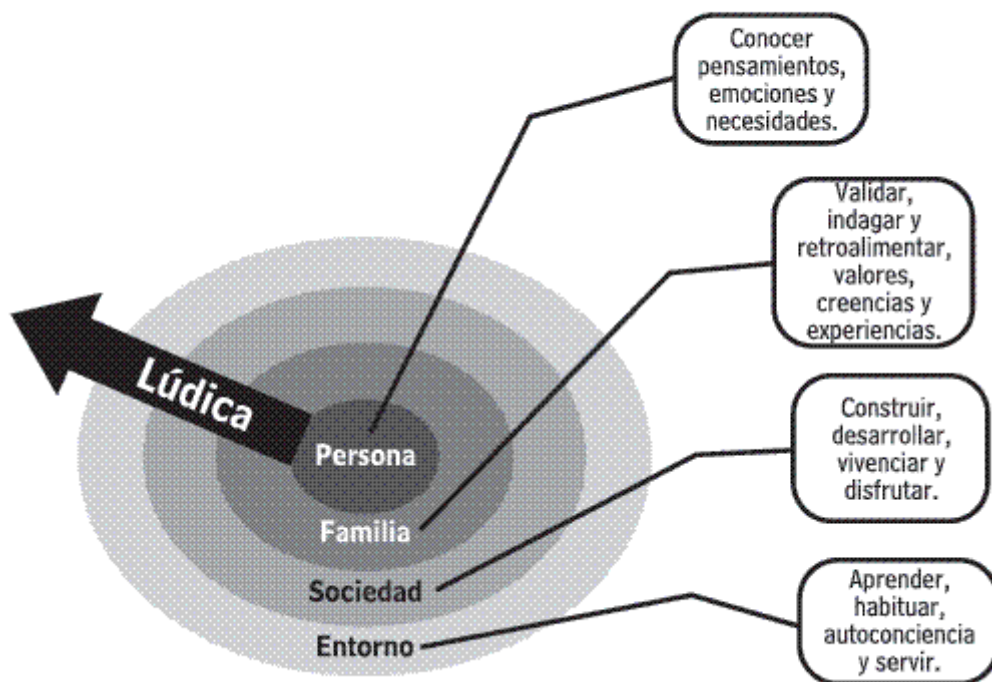 Conocer
pensamientos,
emociones y
necesidades.
Validar,
indagar y
retroalimentar,
valores,
creencias y
experiencias.
Lúdica
Persona
Familia
Sociedad
Entorno
Construir,
desarrollar,
vivenciar y
disfrutar.
Aprender,
habituar,
autoconciencia
y servir.